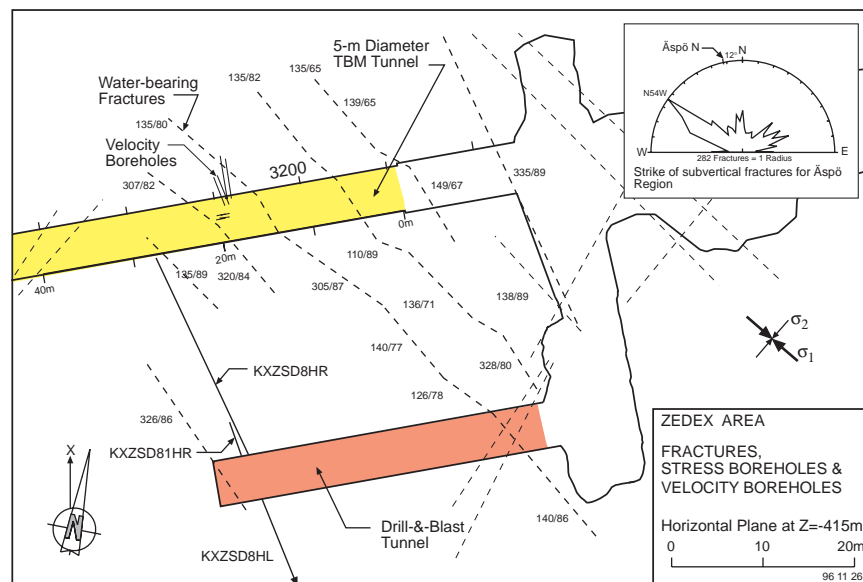 Water-bearing
Fractures
135/82
135/65
5-m Diameter
TBM Tunnel
139/65
135/80
Velocity
Boreholes
3200
307/82
149/67
335/89
Äspö N
12°
N
N54W
W
E
282 Fractures = 1 Radius
Strike of subvertical fractures for Äspö
Region
0m
20m
40m
135/89
320/84
110/89
305/87
136/71
138/89
140/77
328/80
126/78
σ2
σ1
KXZSD8HR
326/86
KXZSD81HR
X
N
Drill-&-Blast
Tunnel
140/86
KXZSD8HL
ZEDEX AREA
FRACTURES,
STRESS BOREHOLES &
VELOCITY BOREHOLES
Horizontal Plane at Z=-415m
0 10 20m
96 11 26